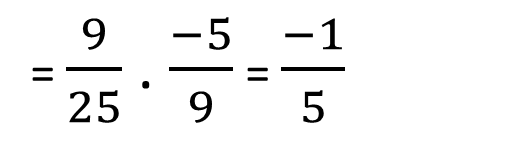 = 9/25 . −5/9 = −1/5